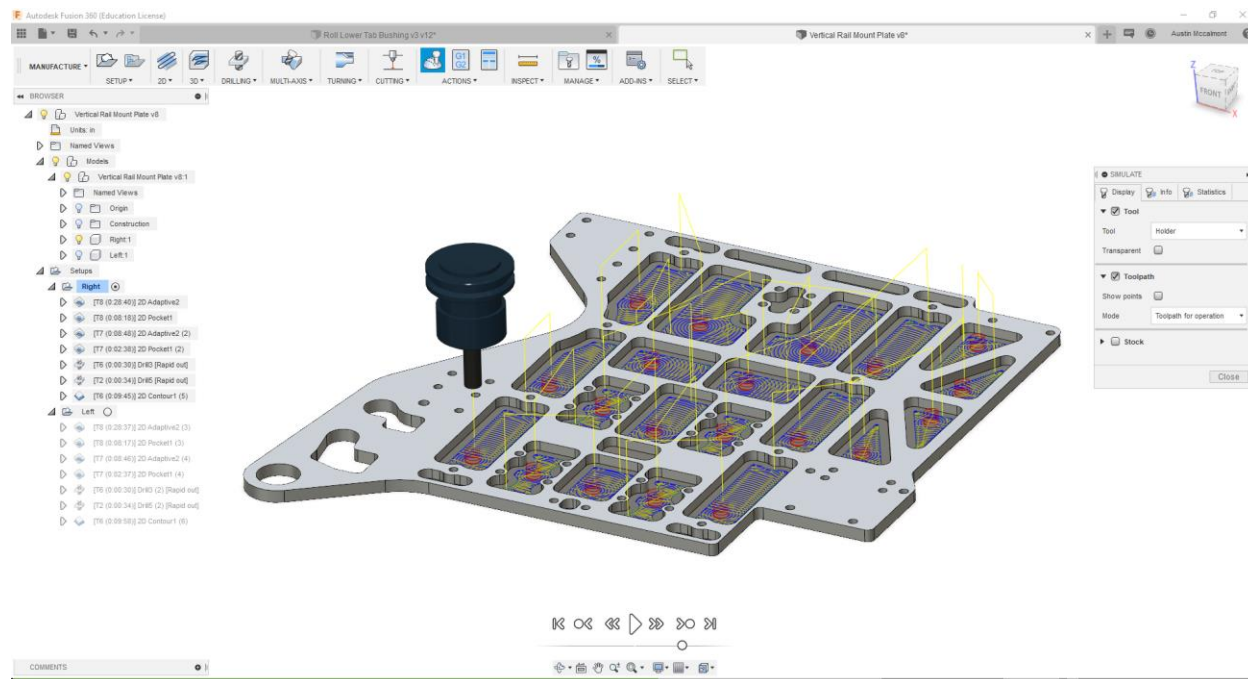 Autodesk Fusion 360 (Education License)
Roll Lower Tab Bushing v3 v12*
Vertical Rail Mount Plate v8*
Austin Mccalmont
MANUFACTURE
SETUP
2D
3D
DRILLING
MULTI-AXIS
TURNING
CUTTING
G1
G2
ACTIONS
INSPECT
%
MANAGE
ADD-INS
SELECT
BROWSER
Vertical Rail Mount Plate v8
Units: in
Named Views
Models
Vertical Rail Mount Plate v8:1
Named Views
Origin
Construction
Right:1
Left:1
Setups
Right
[T8 (0:28:40)] 2D Adaptive2
[T8 (0:08:18)] 2D Pocket1
[T7 (0:08:48)] 2D Adaptive2 (2)
[T7 (0:02:38)] 2D Pocket1 (2)
[T6 (0:00:30)] Drill3 [Rapid out]
[T2 (0:00:34)] Drill5 [Rapid out]
[T6 (0:09:45)] 2D Contour1 (5)
Left
[T8 (0:28:37)] 2D Adaptive2 (3)
[T8 (0:08:17)] 2D Pocket1 (3)
[T7 (0:08:46)] 2D Adaptive2 (4)
[T7 (0:02:37)] 2D Pocket1 (4)
[T6 (0:00:30)] Drill3 (2) [Rapid out]
[T2 (0:00:34)] Drill5 (2) [Rapid out]
[T6 (0:09:58)] 2D Contour1 (6)
Z
FRONT
X
SIMULATE
Display
Info
Statistics
Tool
Tool Holder
Transparent
Toolpath
Show points
Mode Toolpath for operation
Stock
Close
COMMENTS